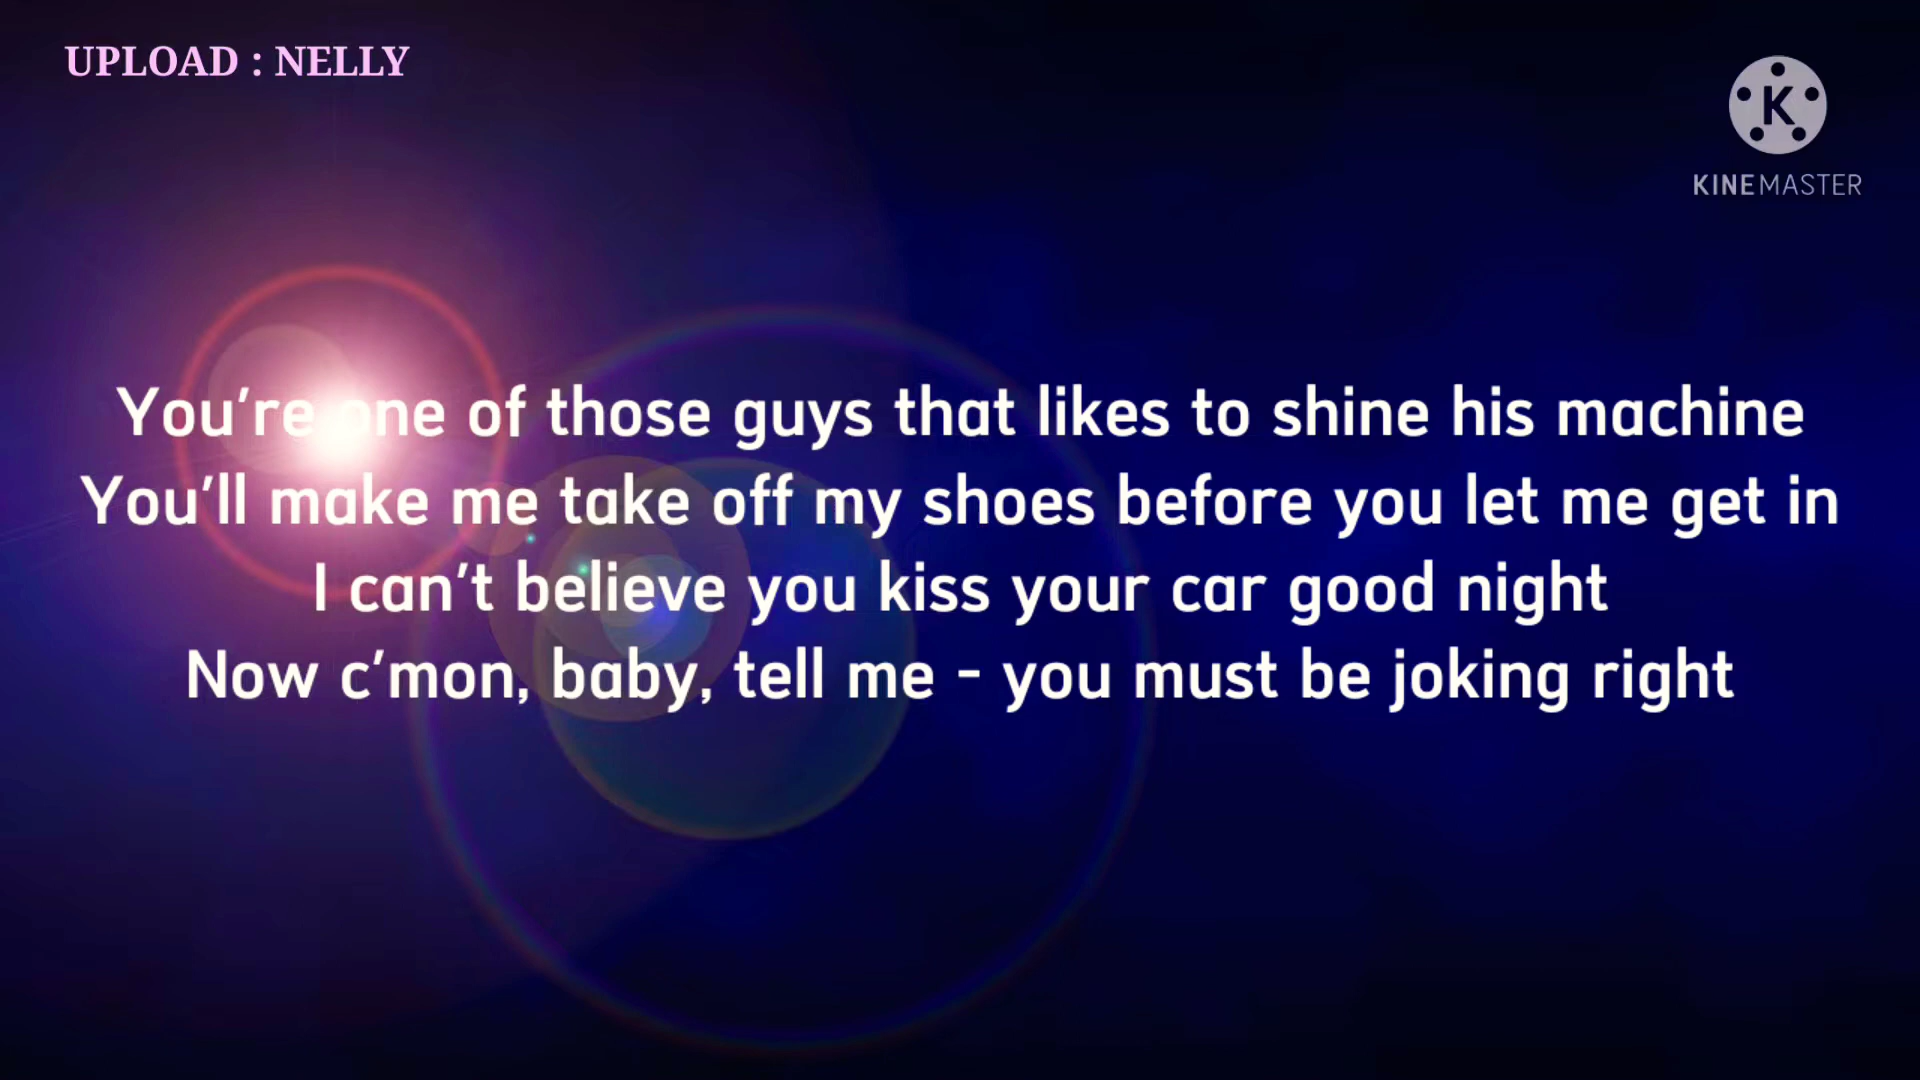 UPLOAD : NELLY
K
KINEMASTER
You're one of those guys that likes to shine his machine
You'll make me take off my shoes before you let me get in
I can't believe you kiss your car good night
Now c'mon, baby, tell me - you must be joking right